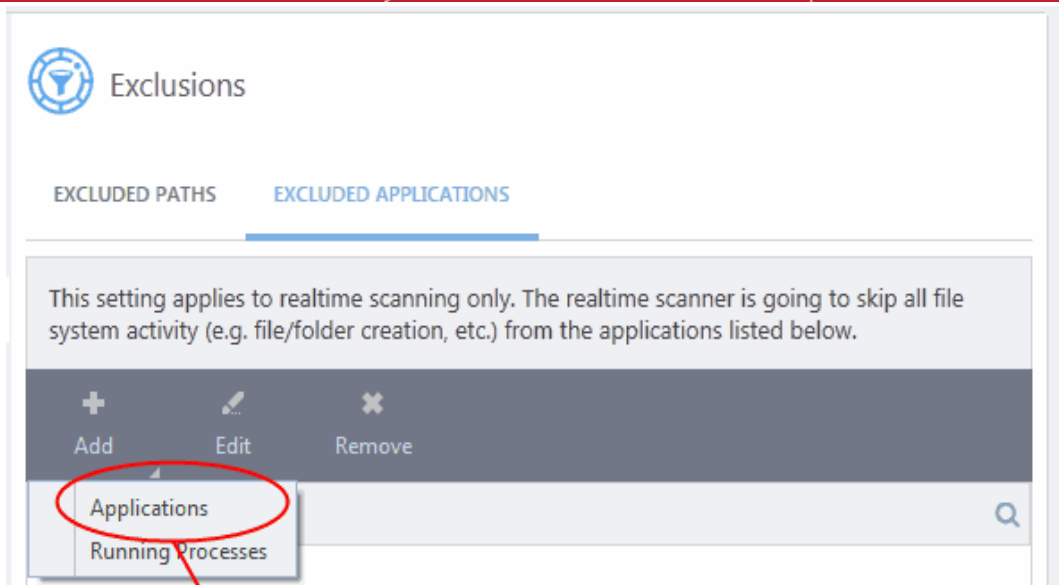 Exclusions
EXCLUDED PATHS EXCLUDED APPLICATIONS
This setting applies to realtime scanning only. The realtime scanner is going to skip all file
system activity (e.g. file/folder creation, etc.) from the applications listed below.
Add Edit Remove
Applications
Running Processes